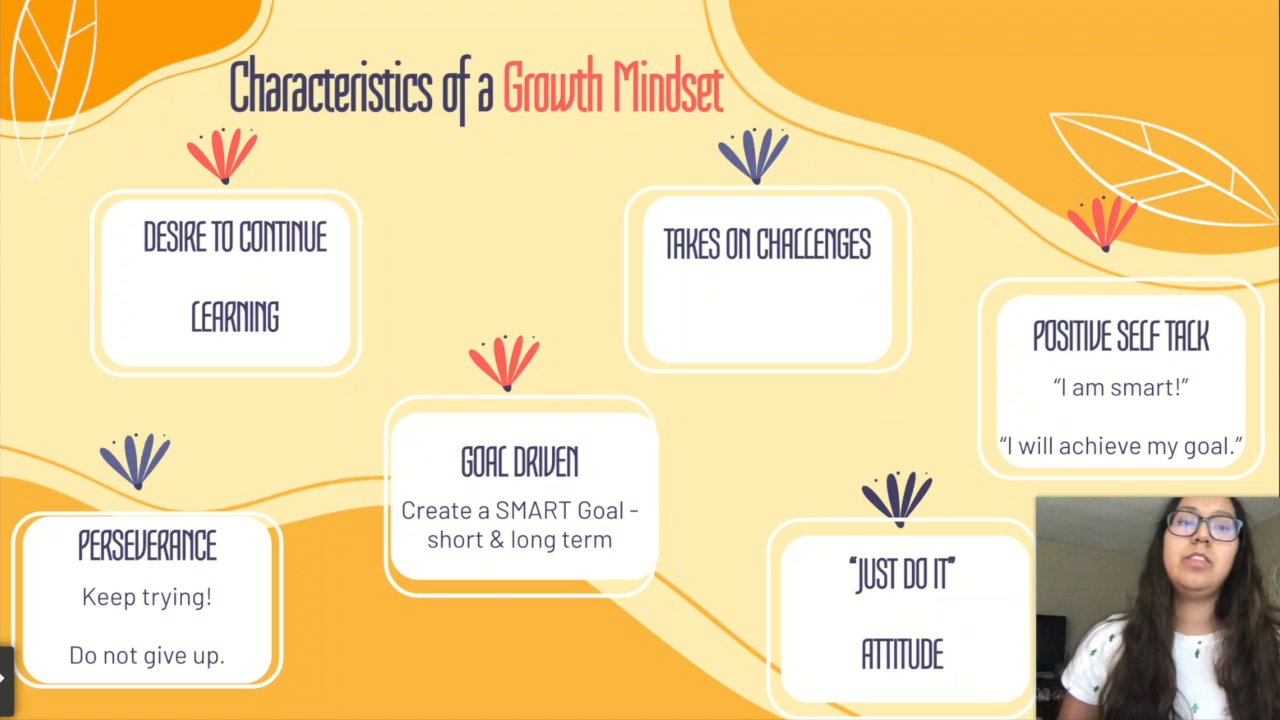 Characteristics of a Growth Mindset
DESIRE TO CONTINUE
LEARNING
TAKES ON CHALLENGES
POSITIVE SELF TALK
“I am smart!”
“I will achieve my goal.”
GOAL DRIVEN
Create a SMART Goal -
short & long term
PERSEVERANCE
Keep trying!
Do not give up.
“JUST DO IT”
ATTITUDE